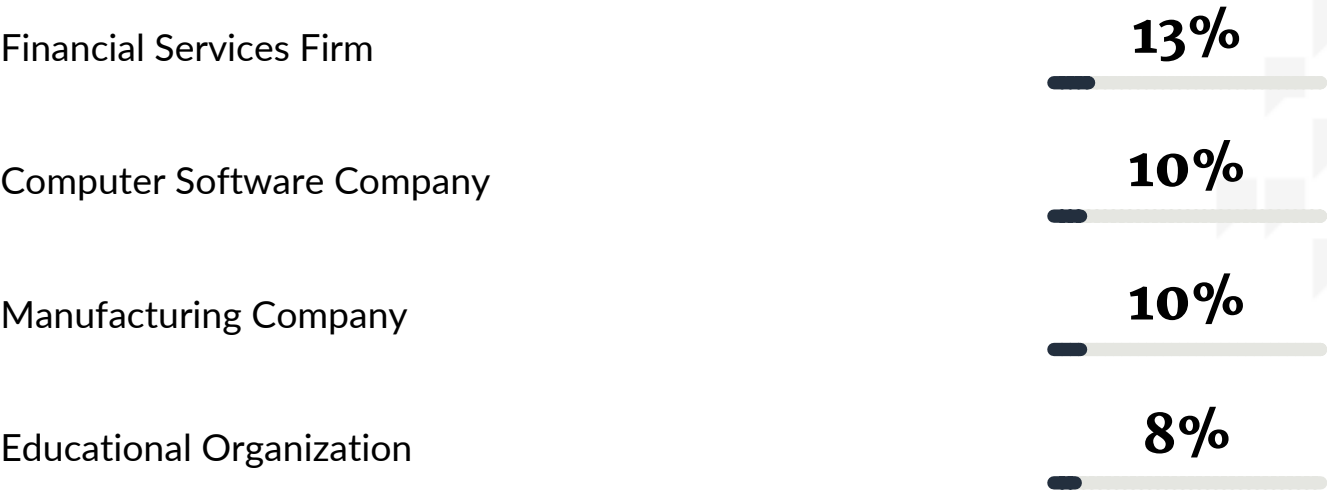 Financial Services Firm 13%
Computer Software Company 10%
Manufacturing Company 10%
Educational Organization 8%